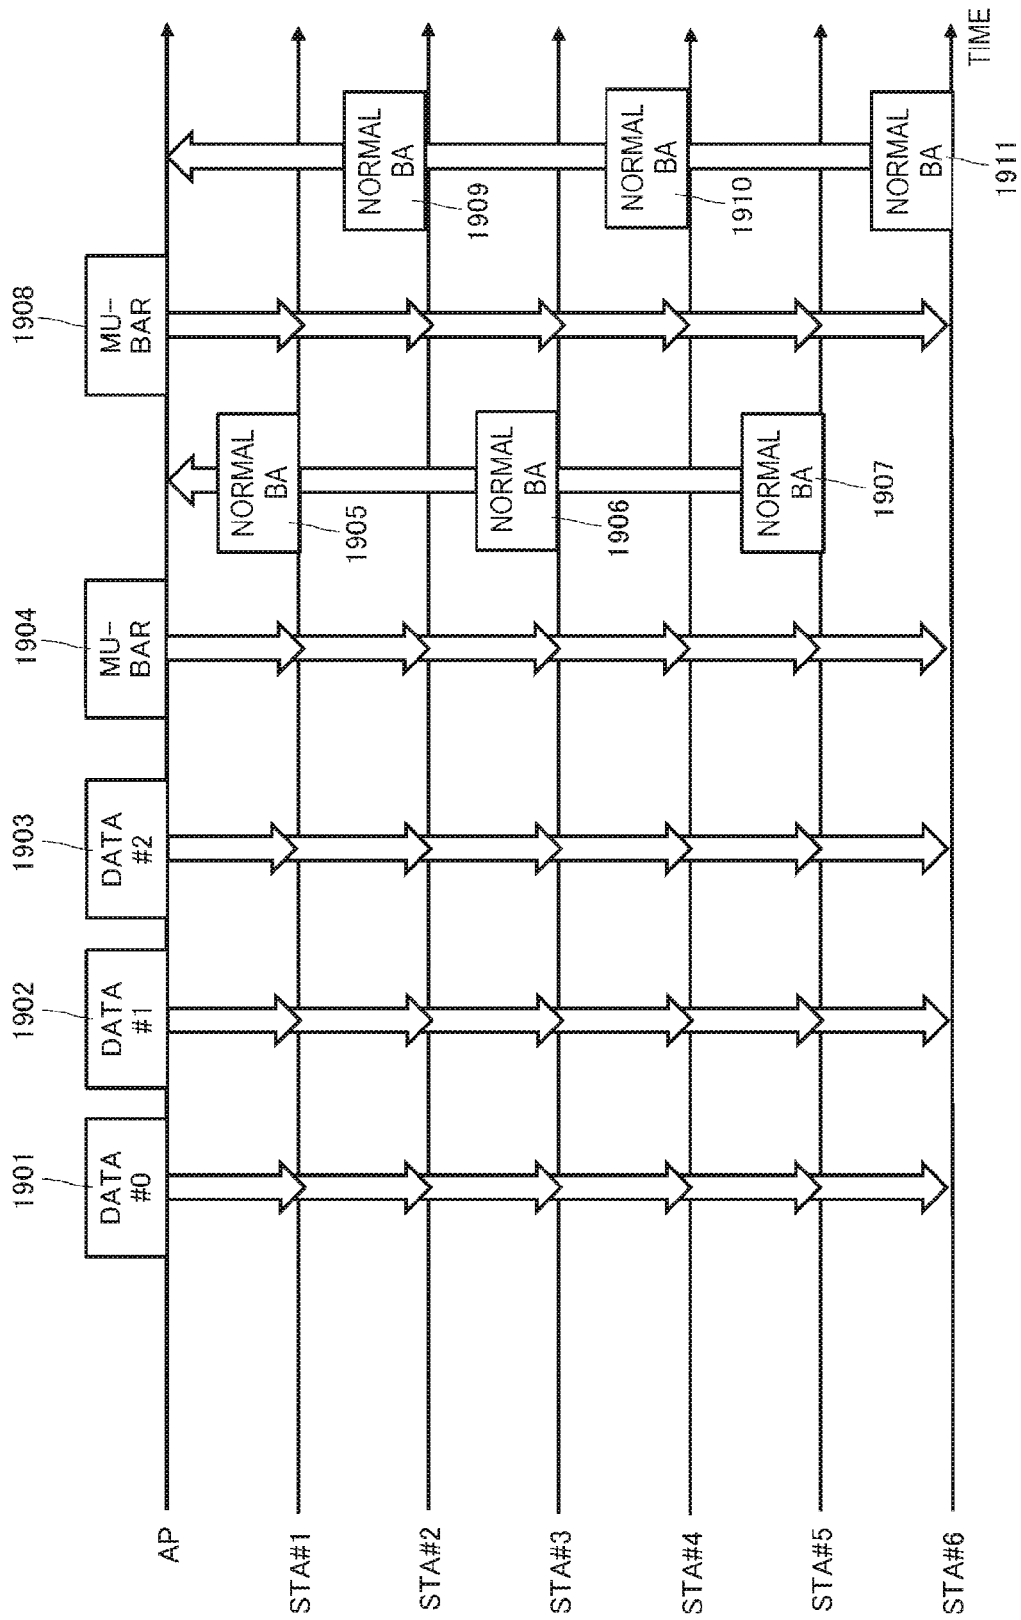 1901
1902
1903
1904
1908
DATA
#0
DATA
#1
DATA
#2
MU-
BAR
MU-
BAR
AP
NORMAL
BA
1905
STA#1
NORMAL
BA
1909
STA#2
NORMAL
BA
1906
STA#3
NORMAL
BA
1910
STA#4
NORMAL
BA
1907
STA#5
NORMAL
BA
1911
STA#6
TIME